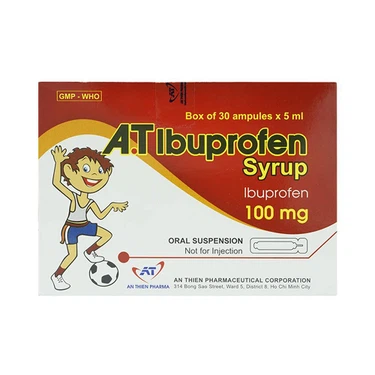 GMP - WHO
Box of 30 ampules x 5 ml
A.T Ibuprofen
Syrup
Ibuprofen
100 mg
ORAL SUSPENSION
Not for Injection
AT
AN THIEN PHARMA
AN THIEN PHARMACEUTICAL CORPORATION
314 Bong Sao Street, Ward 5, District 8, Ho Chi Minh City